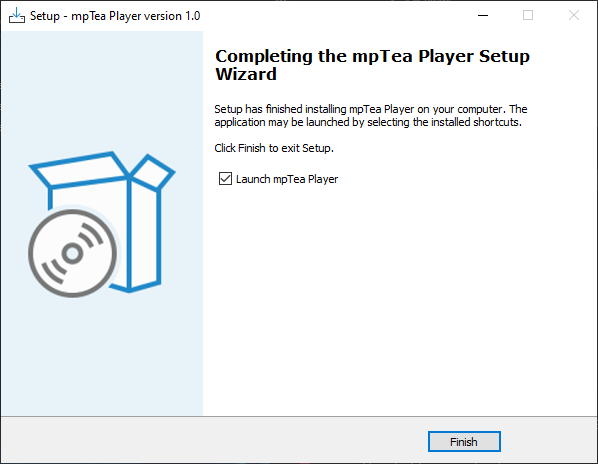 Setup - mpTea Player version 1.0
Completing the mpTea Player Setup
Wizard
Setup has finished installing mpTea Player on your computer. The
application may be launched by selecting the installed shortcuts.
Click Finish to exit Setup.
Launch mpTea Player
Finish